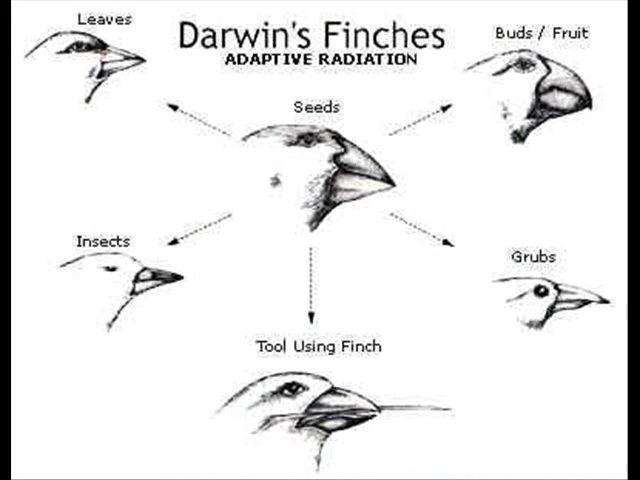 Leaves
Darwin's Finches
ADAPTIVE RADIATION
Buds / Fruit
Seeds
Insects
Grubs
Tool Using Finch